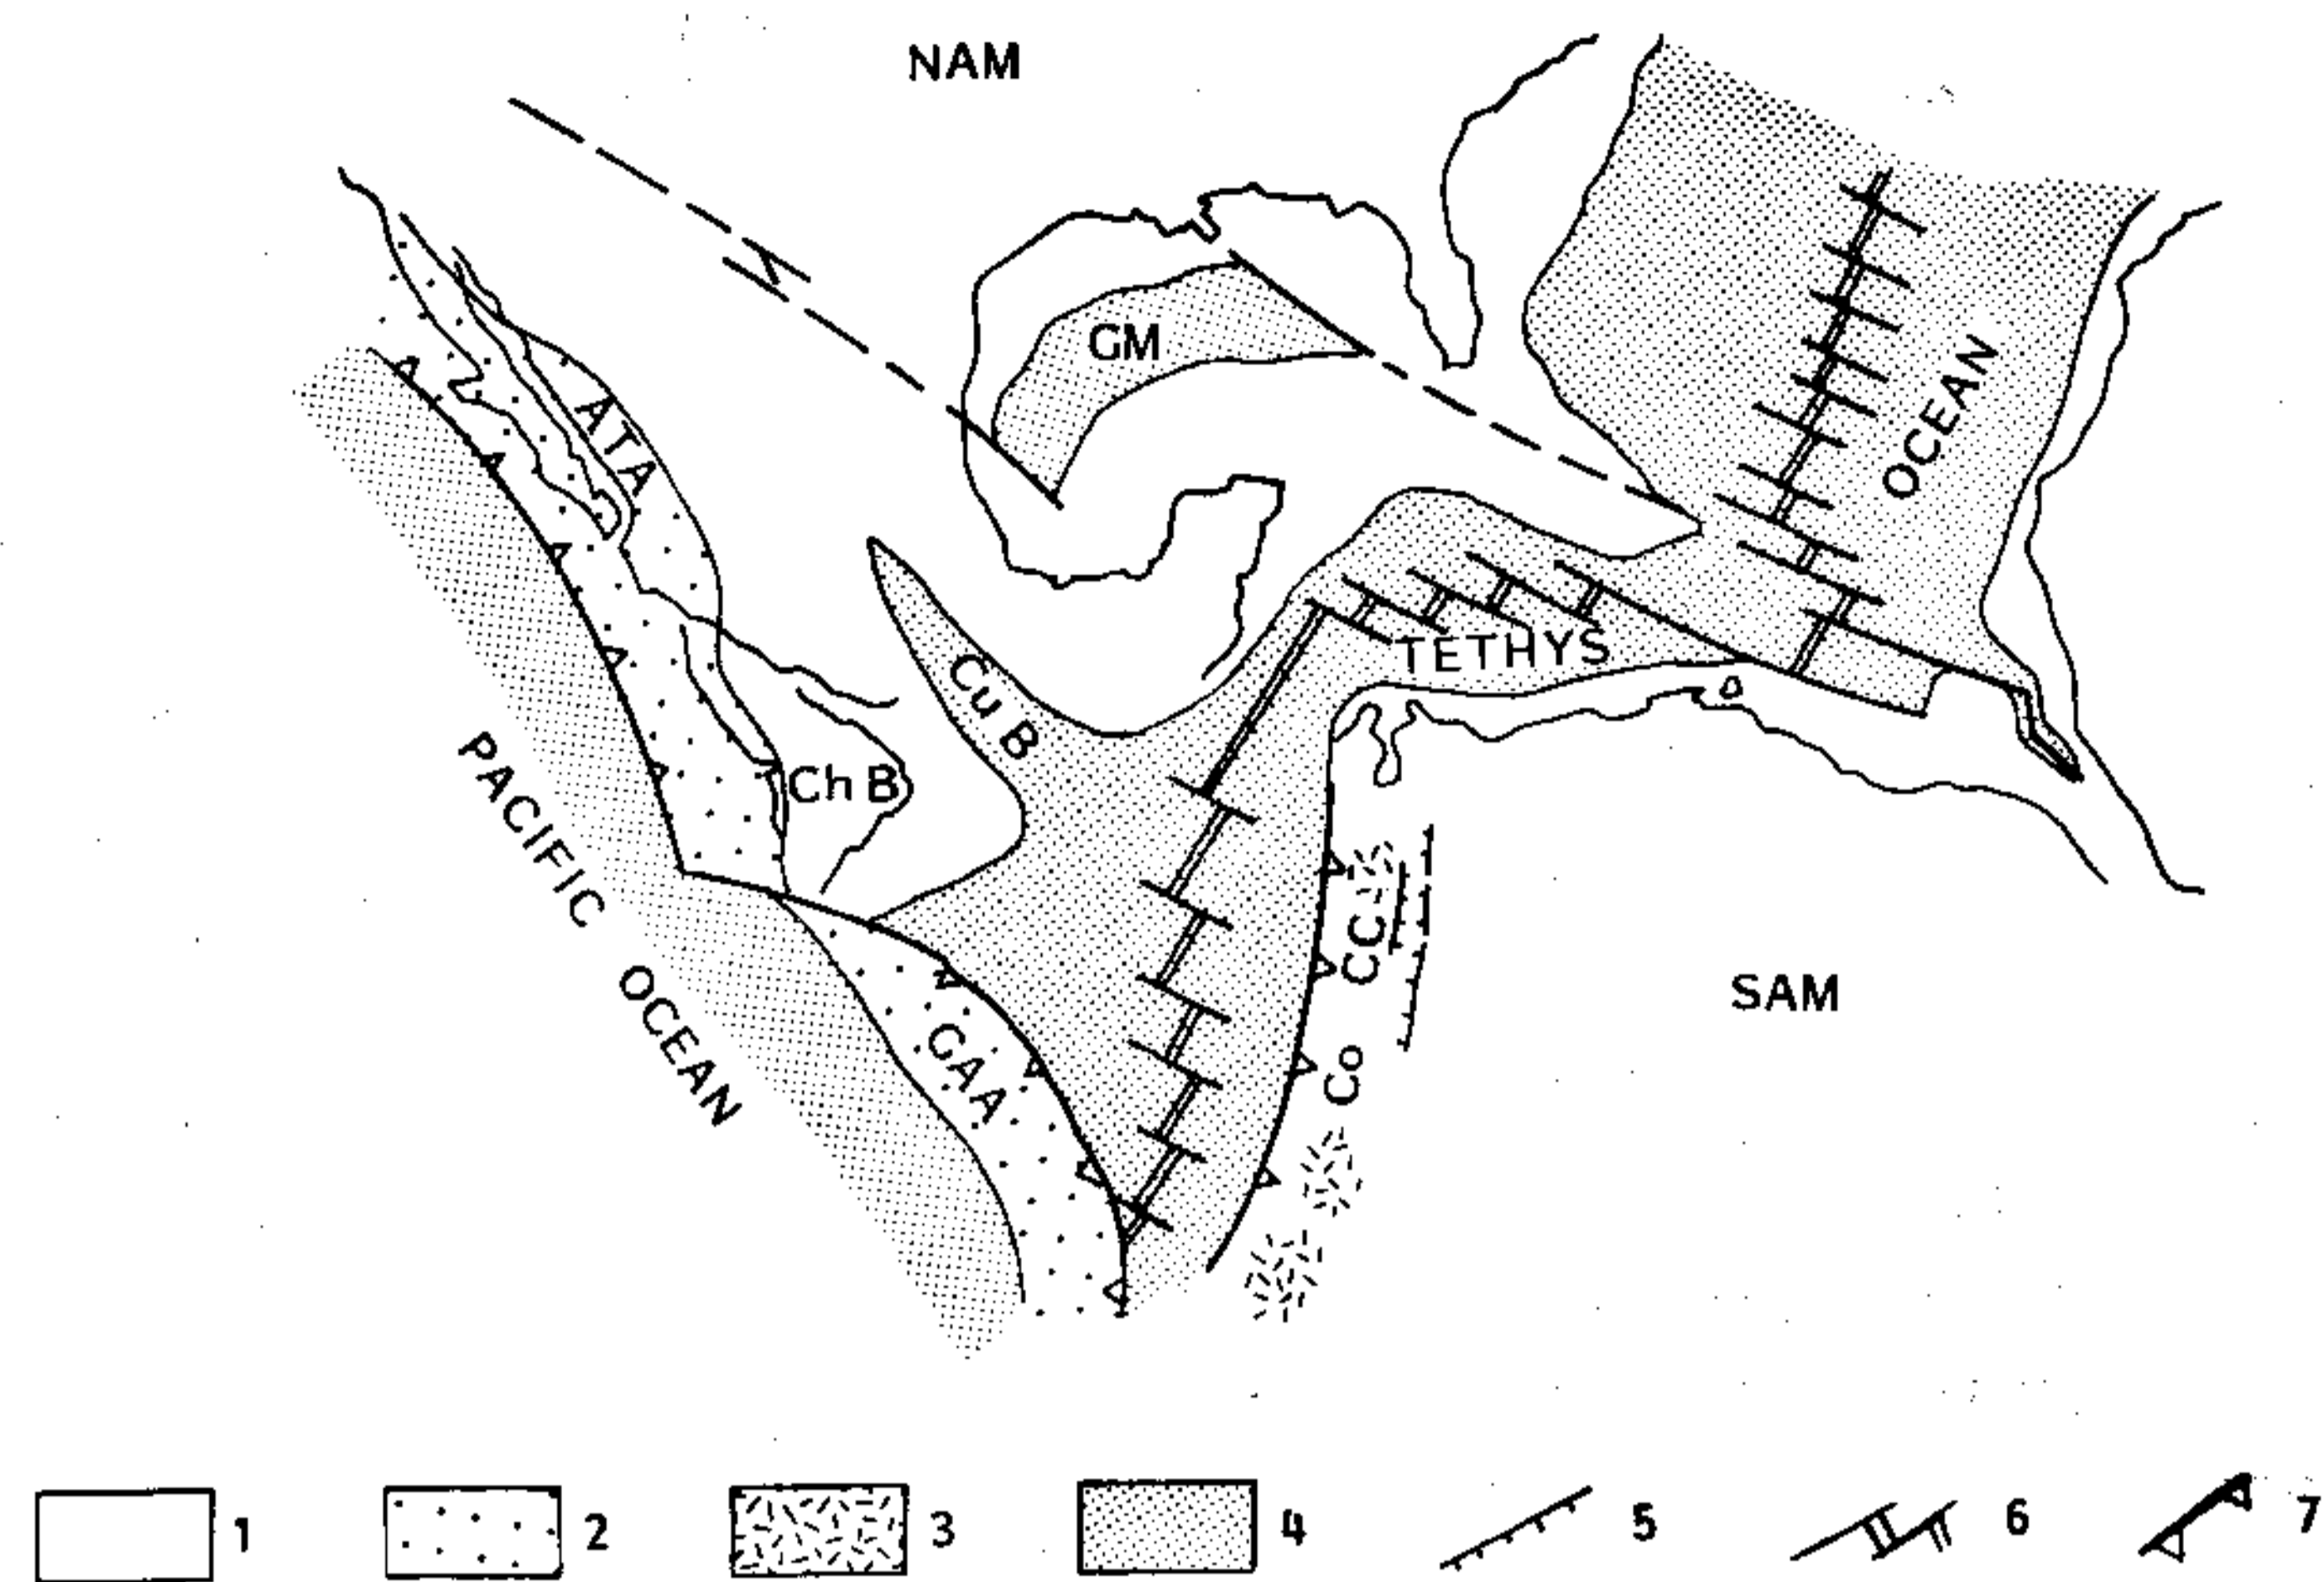 NAM
GM
OCEAN
ATA
TETHYS
Cu B
Ch B
PACIFIC
OCEAN
CC
SAM
GAA
Co
1
2
3
4
5
6
7